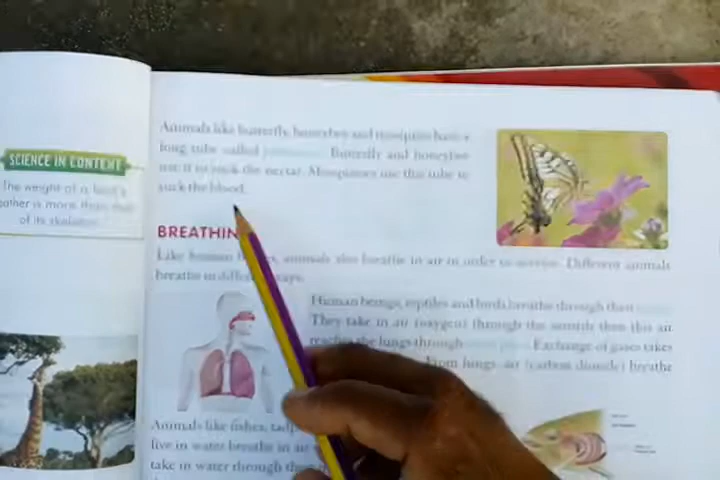 SCIENCE IN CONTEXT
The weight of a bird's
feather is more than that
of its skeleton.
Animals like butterfly, honeybee and mosquito have a
long tube called Butterfly and honeybee
use it to suck the nectar. Mosquitoes use this tube to
suck the blood.
BREATHIN
Like human beings, animals also breathe in air in order to survive. Different animals
breathe in different ways.
Human beings, reptiles and birds breathe through their
They take in air (oxygen) through the nostrils then this air
reaches the lungs through Exchange of gases takes
From lungs, air (carbon dioxide) breathe
Animals like fishes,
live in water breathe in air
take in water through